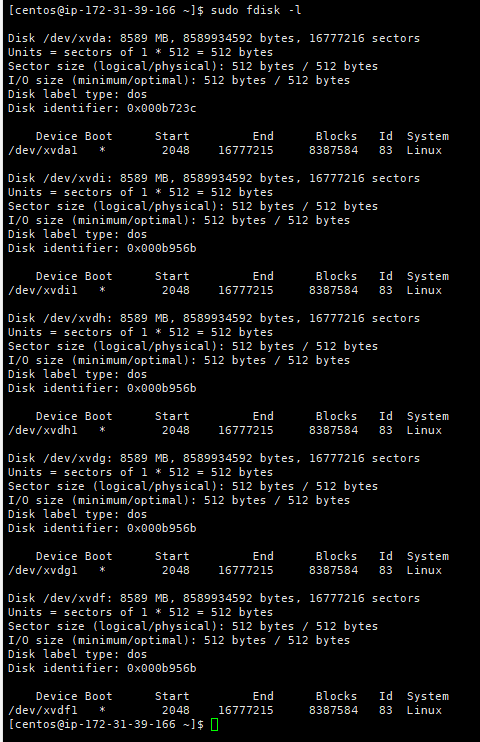 [centos@ip-172-31-39-166 ~]$ sudo fdisk -l
Disk /dev/xvda: 8589 MB, 8589934592 bytes, 16777216 sectors
Units = sectors of 1 * 512 = 512 bytes
Sector size (logical/physical): 512 bytes / 512 bytes
I/O size (minimum/optimal): 512 bytes / 512 bytes
Disk label type: dos
Disk identifier: 0x000b723c
Device Boot Start End Blocks Id System
/dev/xvda1 * 2048 16777215 8387584 83 Linux
Disk /dev/xvdi: 8589 MB, 8589934592 bytes, 16777216 sectors
Units = sectors of 1 * 512 = 512 bytes
Sector size (logical/physical): 512 bytes / 512 bytes
I/O size (minimum/optimal): 512 bytes / 512 bytes
Disk label type: dos
Disk identifier: 0x000b956b
Device Boot Start End Blocks Id System
/dev/xvdi1 * 2048 16777215 8387584 83 Linux
Disk /dev/xvdh: 8589 MB, 8589934592 bytes, 16777216 sectors
Units = sectors of 1 * 512 = 512 bytes
Sector size (logical/physical): 512 bytes / 512 bytes
I/O size (minimum/optimal): 512 bytes / 512 bytes
Disk label type: dos
Disk identifier: 0x000b956b
Device Boot Start End Blocks Id System
/dev/xvdh1 * 2048 16777215 8387584 83 Linux
Disk /dev/xvdg: 8589 MB, 8589934592 bytes, 16777216 sectors
Units = sectors of 1 * 512 = 512 bytes
Sector size (logical/physical): 512 bytes / 512 bytes
I/O size (minimum/optimal): 512 bytes / 512 bytes
Disk label type: dos
Disk identifier: 0x000b956b
Device Boot Start End Blocks Id System
/dev/xvdg1 * 2048 16777215 8387584 83 Linux
Disk /dev/xvdf: 8589 MB, 8589934592 bytes, 16777216 sectors
Units = sectors of 1 * 512 = 512 bytes
Sector size (logical/physical): 512 bytes / 512 bytes
I/O size (minimum/optimal): 512 bytes / 512 bytes
Disk label type: dos
Disk identifier: 0x000b956b
Device Boot Start End Blocks Id System
/dev/xvdf1 * 2048 16777215 8387584 83 Linux
[centos@ip-172-31-39-166 ~]$